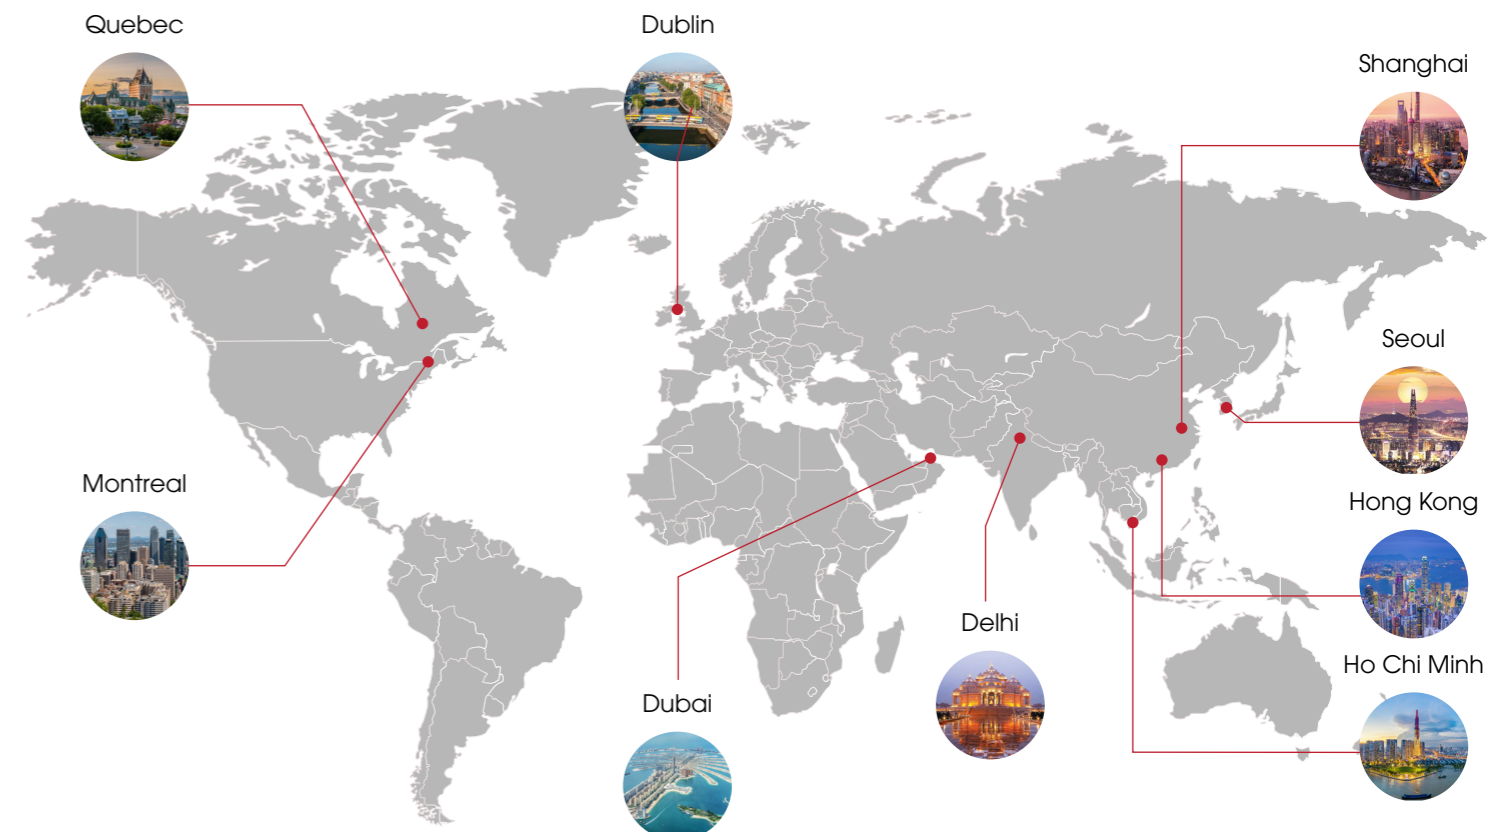 Quebec
Dublin
Shanghai
Seoul
Montreal
Hong Kong
Delhi
Ho Chi Minh
Dubai